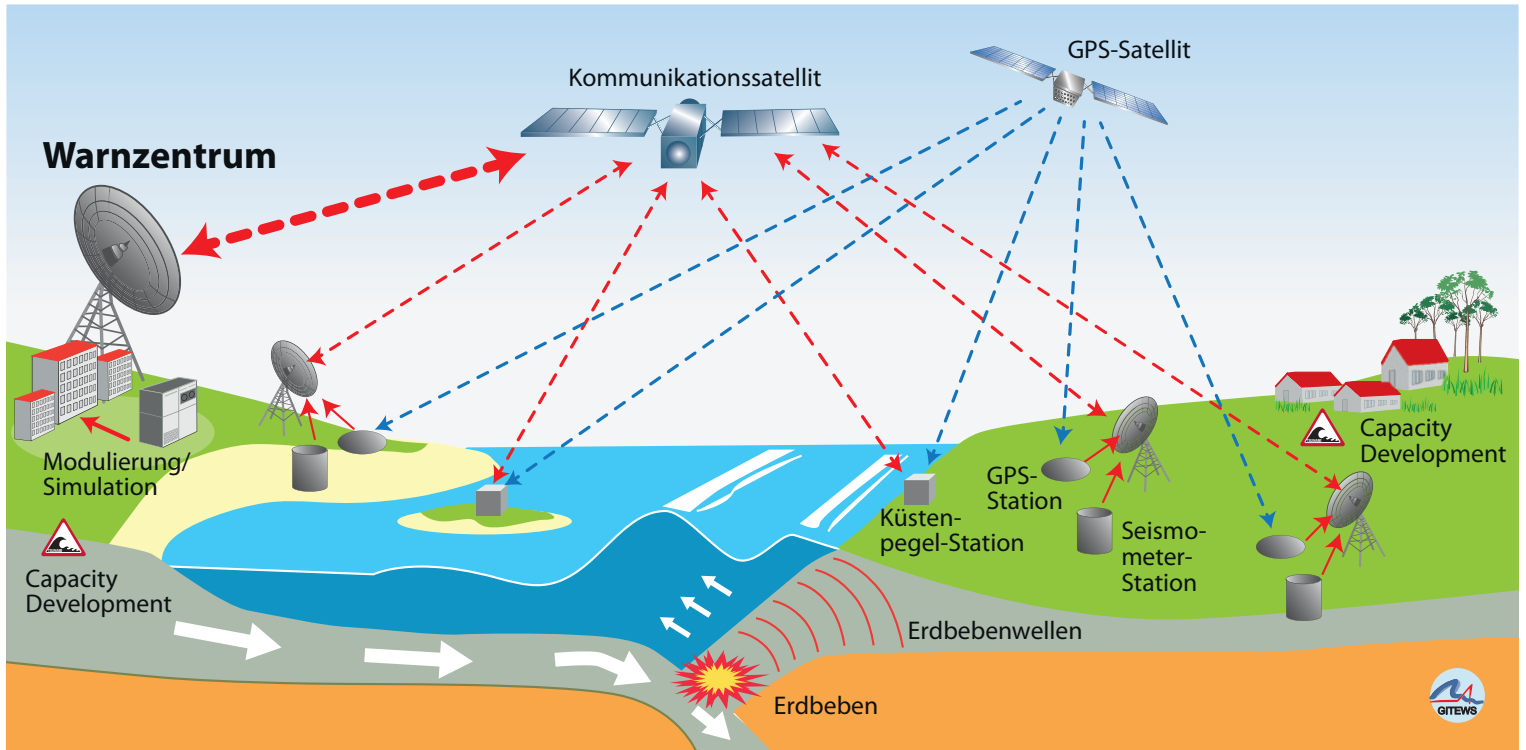 GPS-Satellit
Kommunikationssatellit
Warnzentrum
Modulierung/
Simulation
Capacity
Development
Capacity
Development
GPS-
Station
Küsten-
pegel-Station
Seismo-
meter-
Station
Erdbebenwellen
Erdbeben
GITEWS